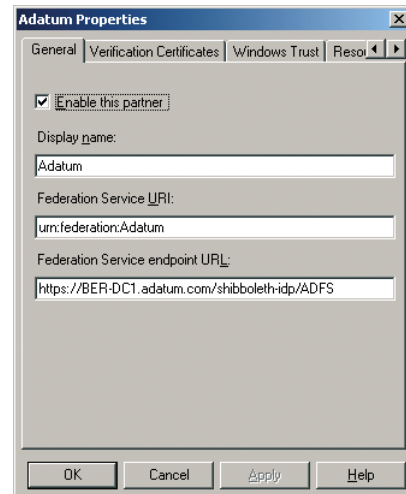 Adatum Properties
General Verification Certificates Windows Trust
Enable this partner
Display name:
Adatum
Federation Service URI:
urn:federation:Adatum
Federation Service endpoint URL:
https://BER-DC1.adatum.com/shibboleth-idp/ADFS
OK Cancel Apply Help